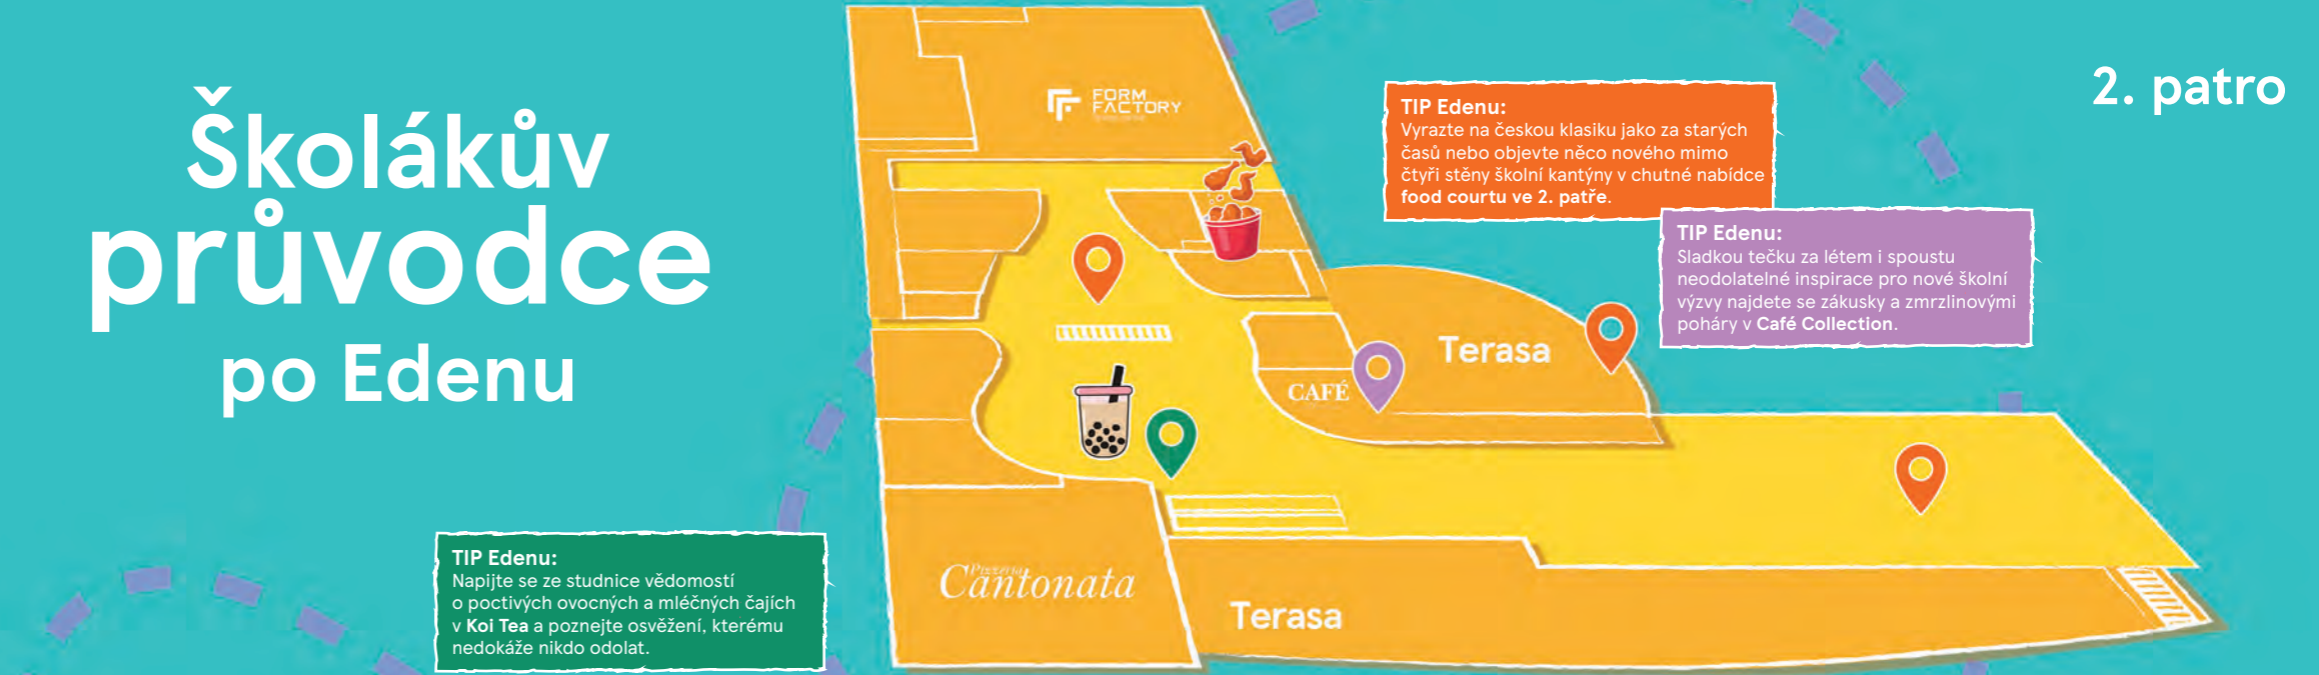 Školákův
průvodce
po Edenu
2. patro
FORM
FACTORY
TIP Edenu:
Vyrazte na českou klasiku jako za starých
časů nebo objevte něco nového mimo
čtyři stěny školní kantýny v chutné nabídce
food courtu ve 2. patře.
TIP Edenu:
Sladkou tečku za létem i spoustu
neodolatelné inspirace pro nové školní
výzvy najdete se zákusky a zmrzlinovými
poháry v Café Collection.
Terasa
CAFÉ
TIP Edenu:
Napijte se ze studnice vědomostí
o poctivých ovocných a mléčných čajích
v Koi Tea a poznejte osvěžení, kterému
nedokáže nikdo odolat.
Pizzeria
Cantonata
Terasa